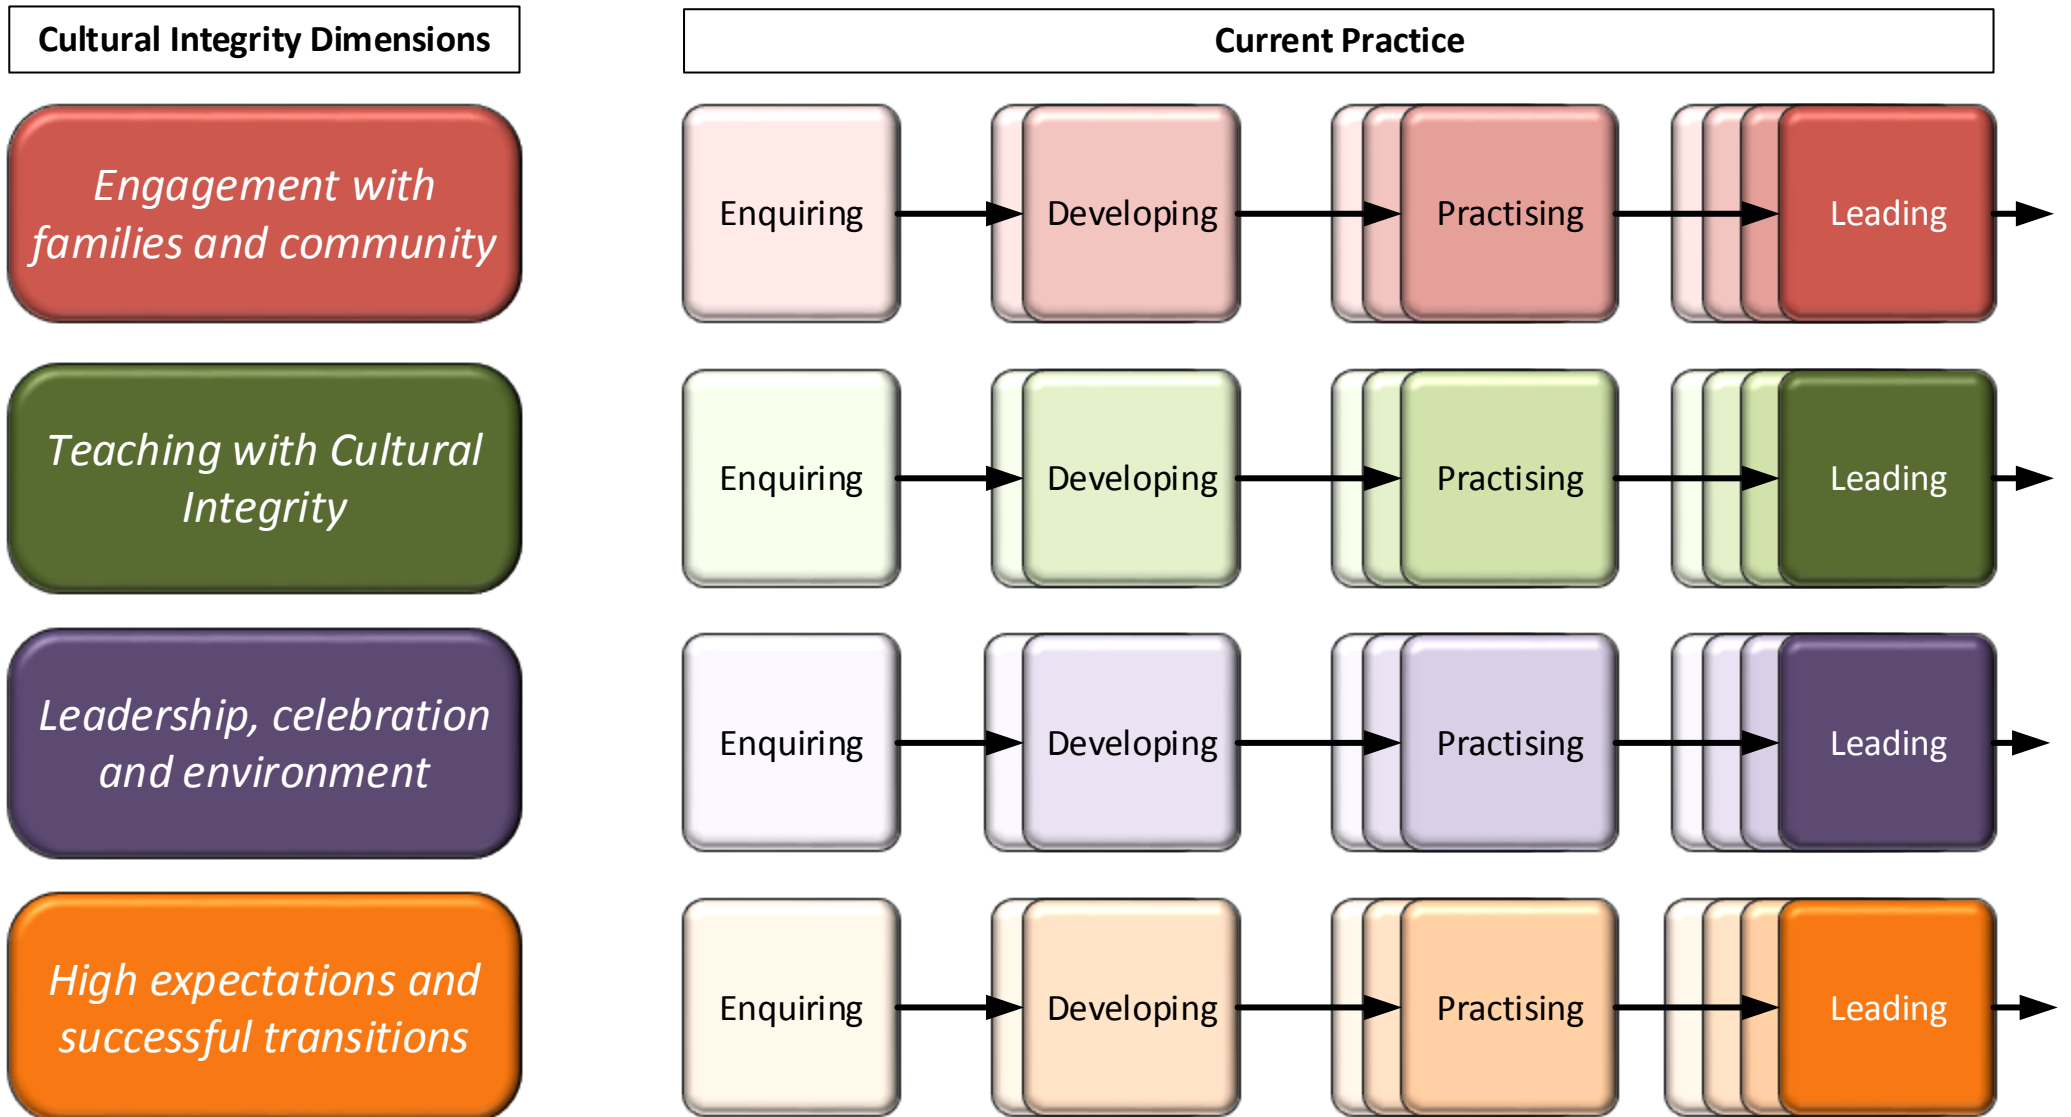 Cultural Integrity Dimensions
Current Practice
Engagement with
families and community
Enquiring
Developing
Practising
Leading
Teaching with Cultural
Integrity
Enquiring
Developing
Practising
Leading
Leadership, celebration
and environment
Enquiring
Developing
Practising
Leading
High expectations and
successful transitions
Enquiring
Developing
Practising
Leading